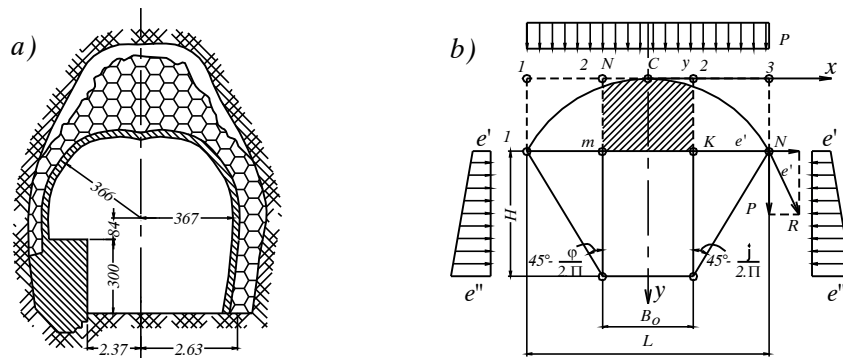 a)
366
84
367
300
2.37
2.63
b)
P
1
2
N
C
y
2
3
x
e'
1
m
K
e'
N
e'
e'
H
P
R
45°- φ
2.П
45°- j
2.П
e"
y
e"
B₀
L